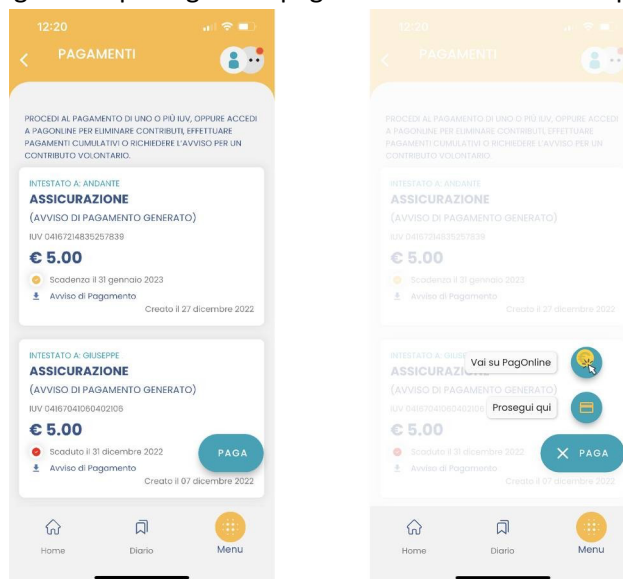 12:20
PAGAMENTI
PROCEDI AL PAGAMENTO DI UNO O PIÙ IUV, OPPURE ACCEDI
A PAGONLINE PER ELIMINARE CONTRIBUTI, EFFETTUARE
PAGAMENTI CUMULATIVI O RICHIEDERE L'AVVISO PER UN
CONTRIBUTO VOLONTARIO.
INTESTATO A: ANDANTE
ASSICURAZIONE
(AVVISO DI PAGAMENTO GENERATO)
IUV 04167214835257839
€ 5.00
Scadenza il 31 gennaio 2023
Avviso di Pagamento
Creato il 27 dicembre 2022
INTESTATO A: GIUSEPPE
ASSICURAZIONE
(AVVISO DI PAGAMENTO GENERATO)
IUV 04167041060402106
€ 5.00
Scaduto il 31 dicembre 2022
Avviso di Pagamento
PAGA
Creato il 07 dicembre 2022
Home
Diario
Menu
12:20
PAGAMENTI
PROCEDI AL PAGAMENTO DI UNO O PIÙ IUV, OPPURE ACCEDI
A PAGONLINE PER ELIMINARE CONTRIBUTI, EFFETTUARE
PAGAMENTI CUMULATIVI O RICHIEDERE L'AVVISO PER UN
CONTRIBUTO VOLONTARIO.
INTESTATO A: ANDANTE
ASSICURAZIONE
(AVVISO DI PAGAMENTO GENERATO)
IUV 04167214835257839
€ 5.00
Scadenza il 31 gennaio 2023
Avviso di Pagamento
Creato il 27 dicembre 2022
INTESTATO A:
Vai su PagOnline
(AVVISO DI PAGAMENTO GENERATO)
Prosegui qui
€ 5.00
Scaduto il 31 dicembre 2022
Avviso di Pagamento
PAGA
Creato il 07 dicembre 2022
Home
Diario
Menu